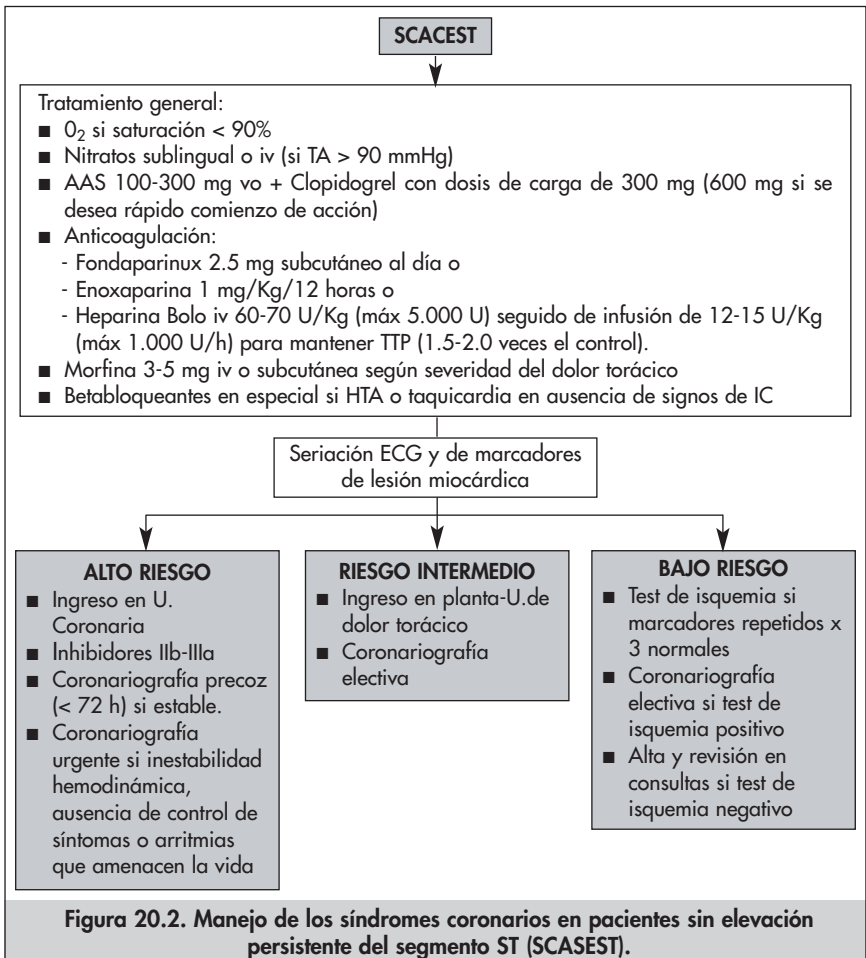 SCACEST
Tratamiento general:
■ 0₂ si saturación < 90%
■ Nitratos sublingual o iv (si TA > 90 mmHg)
■ AAS 100-300 mg vo + Clopidogrel con dosis de carga de 300 mg (600 mg si se
desea rápido comienzo de acción)
■ Anticoagulación:
- Fondaparinux 2.5 mg subcutáneo al día o
- Enoxaparina 1 mg/Kg/12 horas o
- Heparina Bolo iv 60-70 U/Kg (máx 5.000 U) seguido de infusión de 12-15 U/Kg
(máx 1.000 U/h) para mantener TTP (1.5-2.0 veces el control).
■ Morfina 3-5 mg iv o subcutánea según severidad del dolor torácico
■ Betabloqueantes en especial si HTA o taquicardia en ausencia de signos de IC
Seriación ECG y de marcadores
de lesión miocárdica
ALTO RIESGO
■ Ingreso en U.
Coronaria
■ Inhibidores IIb-IIIa
■ Coronariografía precoz
(< 72 h) si estable.
■ Coronariografía
urgente si inestabilidad
hemodinámica,
ausencia de control de
síntomas o arritmias
que amenacen la vida
RIESGO INTERMEDIO
■ Ingreso en planta-U.de
dolor torácico
■ Coronariografía
electiva
BAJO RIESGO
■ Test de isquemia si
marcadores repetidos x
3 normales
■ Coronariografía
electiva si test de
isquemia positivo
■ Alta y revisión en
consultas si test de
isquemia negativo
Figura 20.2. Manejo de los síndromes coronarios en pacientes sin elevación
persistente del segmento ST (SCASEST).